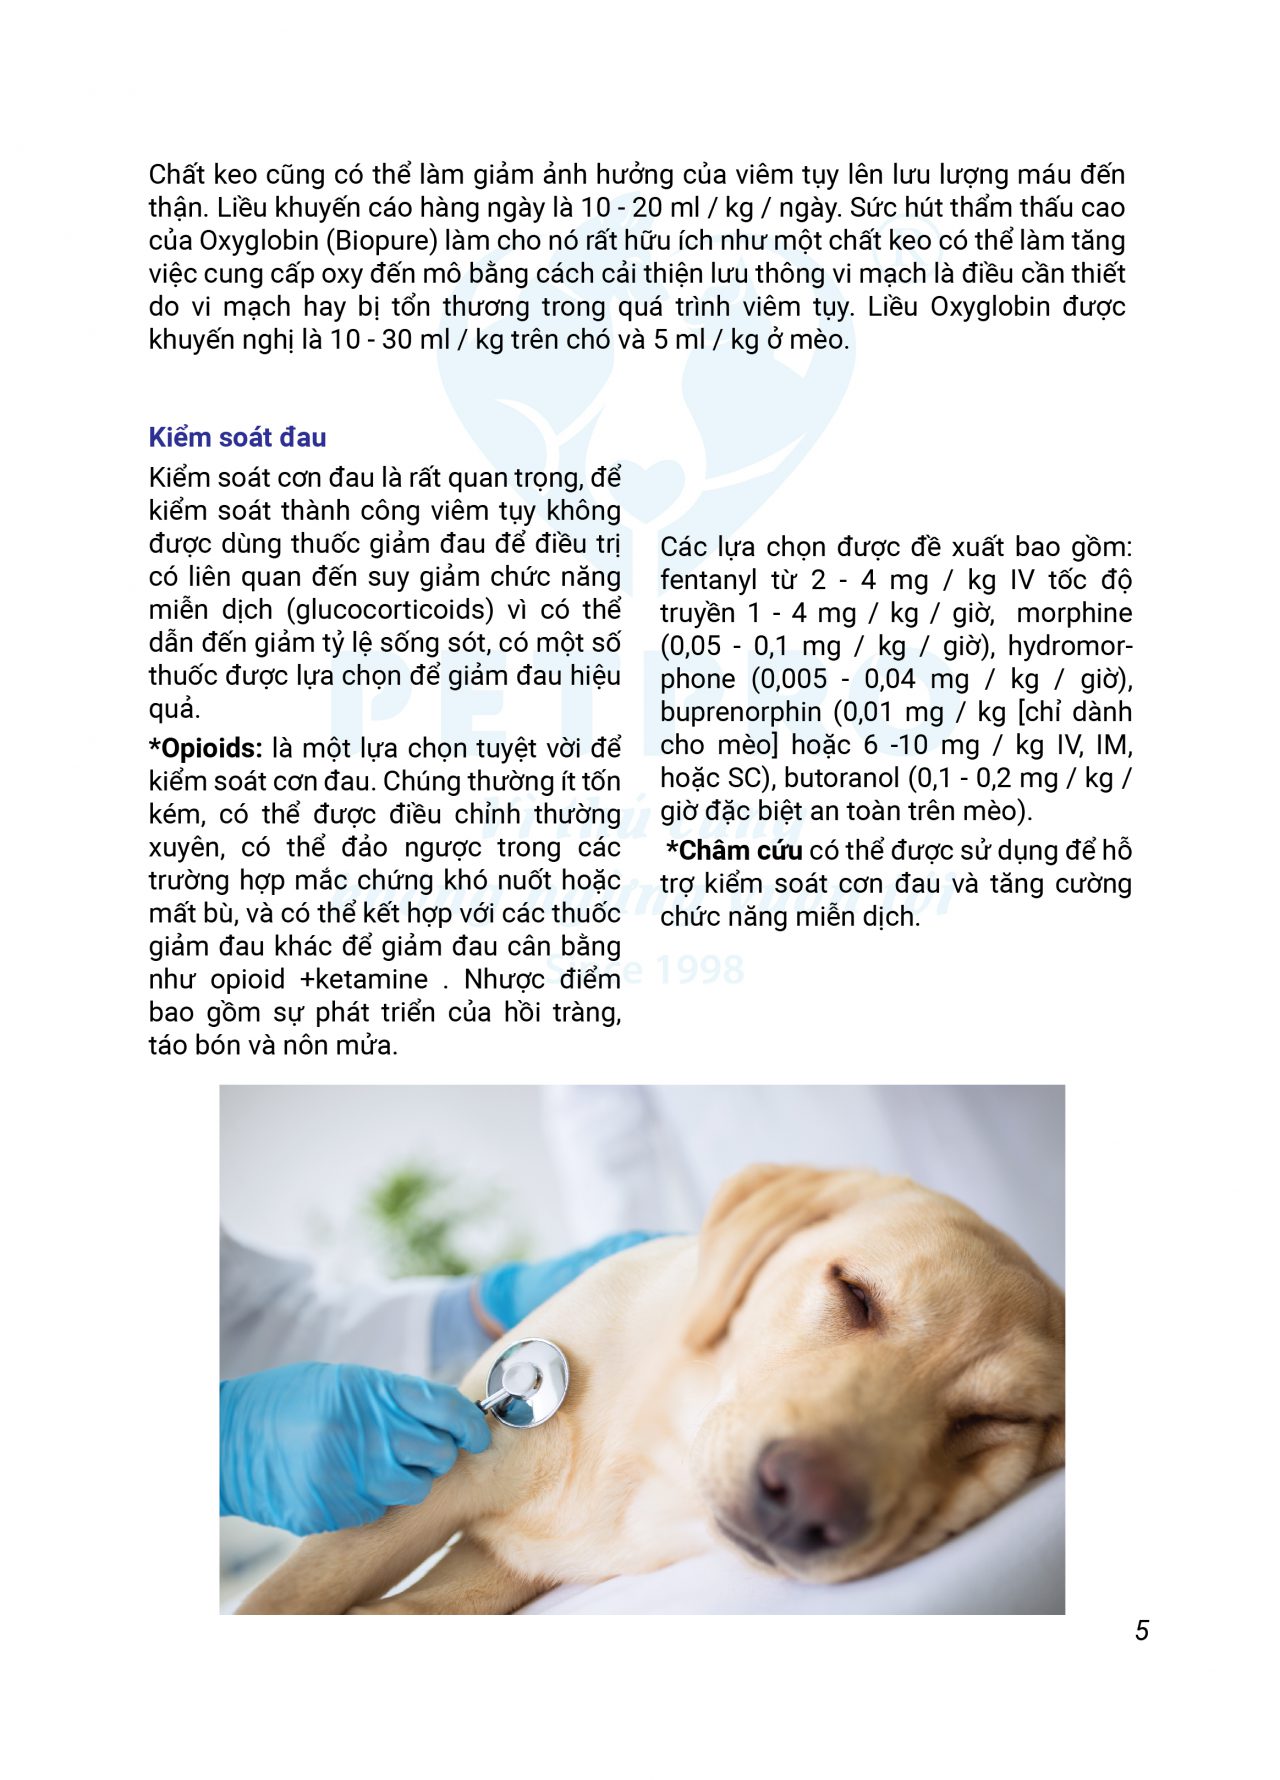 Chất keo cũng có thể làm giảm ảnh hưởng của viêm tụy lên lưu lượng máu đến
thận. Liều khuyến cáo hàng ngày là 10 - 20 ml / kg / ngày. Sức hút thẩm thấu cao
của Oxyglobin (Biopure) làm cho nó rất hữu ích như một chất keo có thể làm tăng
việc cung cấp oxy đến mô bằng cách cải thiện lưu thông vi mạch là điều cần thiết
do vi mạch hay bị tổn thương trong quá trình viêm tụy. Liều Oxyglobin được
khuyến nghị là 10 - 30 ml / kg trên chó và 5 ml / kg ở mèo.
Kiểm soát đau
Kiểm soát cơn đau là rất quan trọng, để
kiểm soát thành công viêm tụy không
được dùng thuốc giảm đau để điều trị
có liên quan đến suy giảm chức năng
miễn dịch (glucocorticoids) vì có thể
dẫn đến giảm tỷ lệ sống sót, có một số
thuốc được lựa chọn để giảm đau hiệu
quả.
*Opioids: là một lựa chọn tuyệt vời để
kiểm soát cơn đau. Chúng thường ít tốn
kém, có thể được điều chỉnh thường
xuyên, có thể đảo ngược trong các
trường hợp mắc chứng khó nuốt hoặc
mất bù, và có thể kết hợp với các thuốc
giảm đau khác để giảm đau cân bằng
như opioid +ketamine . Nhược điểm
bao gồm sự phát triển của hồi tràng,
táo bón và nôn mửa.
Các lựa chọn được đề xuất bao gồm:
fentanyl từ 2 - 4 mg / kg IV tốc độ
truyền 1 - 4 mg / kg / giờ, morphine
(0,05 - 0,1 mg / kg / giờ), hydromor-
phone (0,005 - 0,04 mg / kg / giờ),
buprenorphin (0,01 mg / kg [chỉ dành
cho mèo] hoặc 6 -10 mg / kg IV, IM,
hoặc SC), butoranol (0,1 - 0,2 mg / kg /
giờ đặc biệt an toàn trên mèo).
*Châm cứu có thể được sử dụng để hỗ
trợ kiểm soát cơn đau và tăng cường
chức năng miễn dịch.
®
PETPRO
Vì thú cưng
không ngừng vươn tới
Since 1998
5